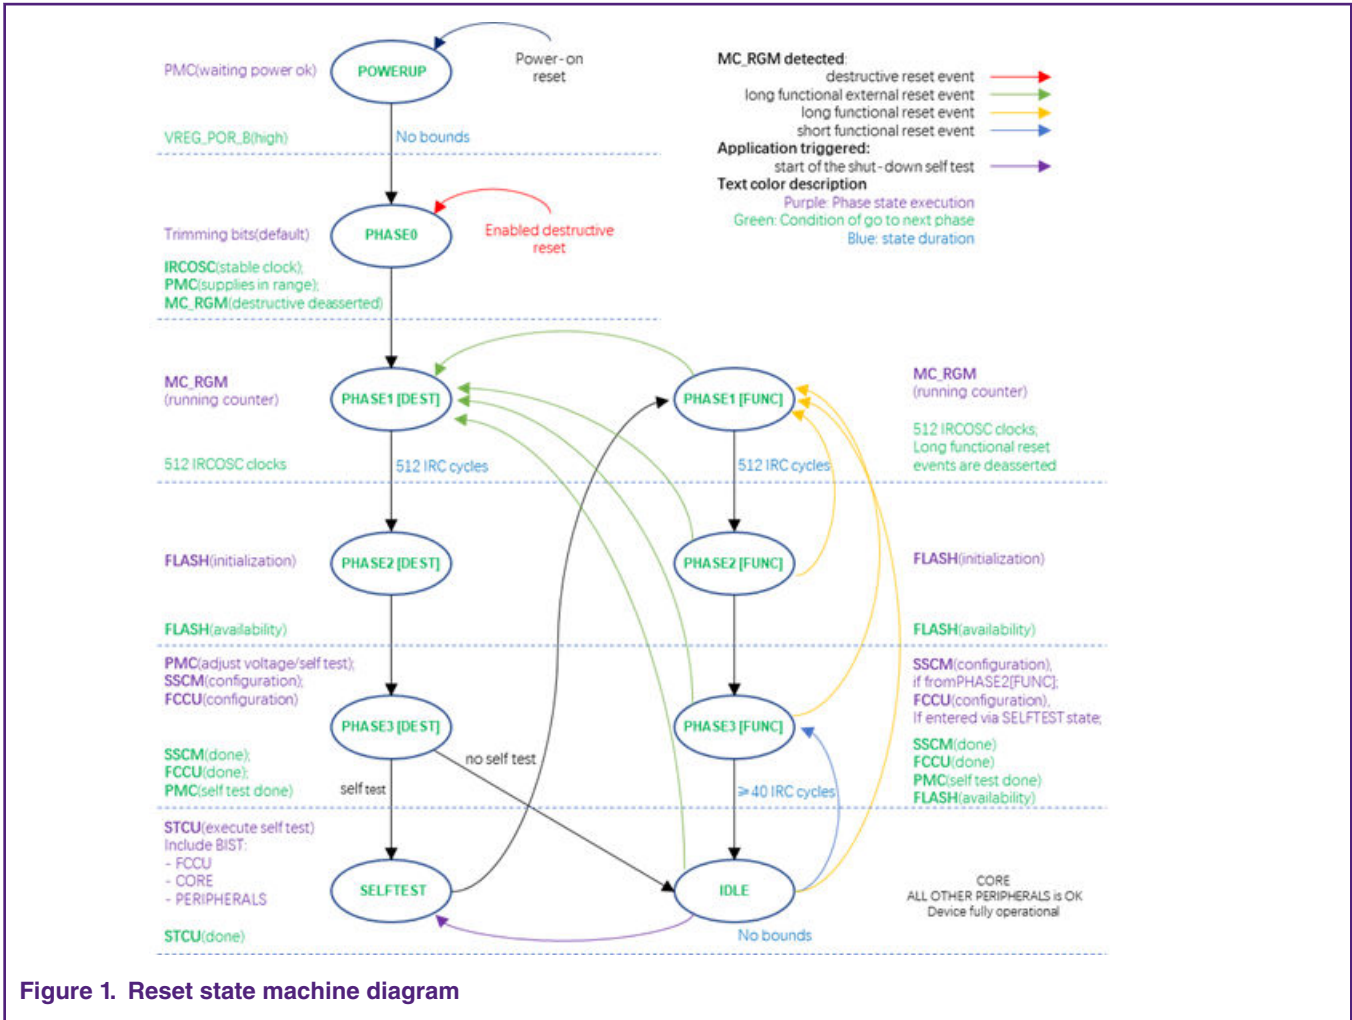 Power-on
reset
PMC(waiting power ok)
POWERUP
VREG_POR_B(high)
No bounds
MC_RGM detected:
destructive reset event
long functional external reset event
long functional reset event
short functional reset event
Application triggered:
start of the shut-down self test
Text color description
Purple: Phase state execution
Green: Condition of go to next phase
Blue: state duration
Trimming bits(default)
PHASE0
Enabled destructive
reset
IRCOSC(stable clock);
PMC(supplies in range);
MC_RGM(destructive deasserted)
MC_RGM
(running counter)
PHASE1 [DEST]
PHASE1 [FUNC]
MC_RGM
(running counter)
512 IRCOSC clocks
512 IRC cycles
512 IRC cycles
512 IRCOSC clocks;
Long functional reset
events are deasserted
FLASH(initialization)
PHASE2 [DEST]
PHASE2 [FUNC]
FLASH(initialization)
FLASH(availability)
FLASH(availability)
PMC(adjust voltage/self test);
SSCM(configuration);
FCCU(configuration)
PHASE3 [DEST]
PHASE3 [FUNC]
SSCM(configuration),
if fromPHASE2[FUNC];
FCCU(configuration),
If entered via SELFTEST state;
SSCM(done);
FCCU(done);
PMC(self test done)
self test
no self test
≥40 IRC cycles
SSCM(done)
FCCU(done)
PMC(self test done)
FLASH(availability)
STCU(execute self test)
Include BIST:
- FCCU
- CORE
- PERIPHERALS
SELFTEST
IDLE
CORE
ALL OTHER PERIPHERALS is OK
Device fully operational
STCU(done)
No bounds
Figure 1. Reset state machine diagram